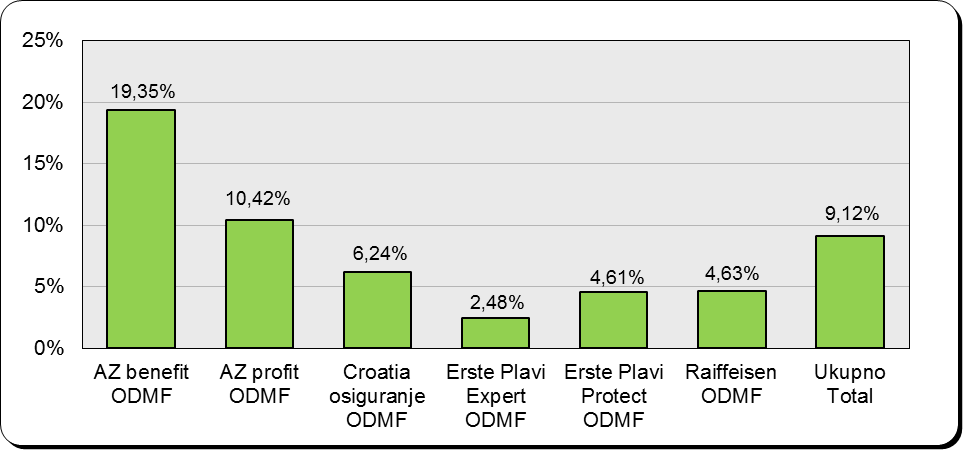 25%
20%
15%
10%
5%
0%
19,35%
10,42%
6,24%
2,48%
4,61%
4,63%
9,12%
AZ benefit
ODMF
AZ profit
ODMF
Croatia
osiguranje
ODMF
Erste Plavi
Expert
ODMF
Erste Plavi
Protect
ODMF
Raiffeisen
ODMF
Ukupno
Total